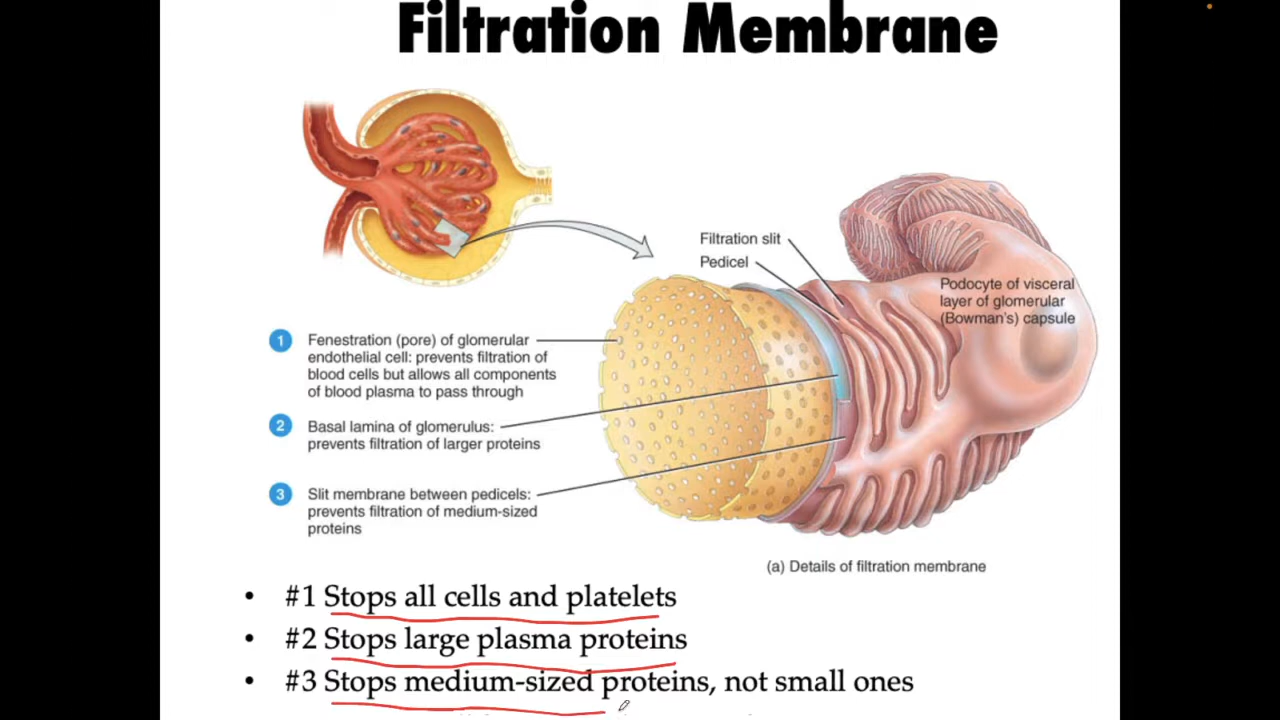 Filtration Membrane
Filtration slit
Pedicel
Podocyte of visceral
layer of glomerular
(Bowman's) capsule
1 Fenestration (pore) of glomerular
endothelial cell: prevents filtration of
blood cells but allows all components
of blood plasma to pass through
2 Basal lamina of glomerulus:
prevents filtration of larger proteins
3 Slit membrane between pedicels:
prevents filtration of medium-sized
proteins
(a) Details of filtration membrane
• #1 Stops all cells and platelets
• #2 Stops large plasma proteins
• #3 Stops medium-sized proteins, not small ones